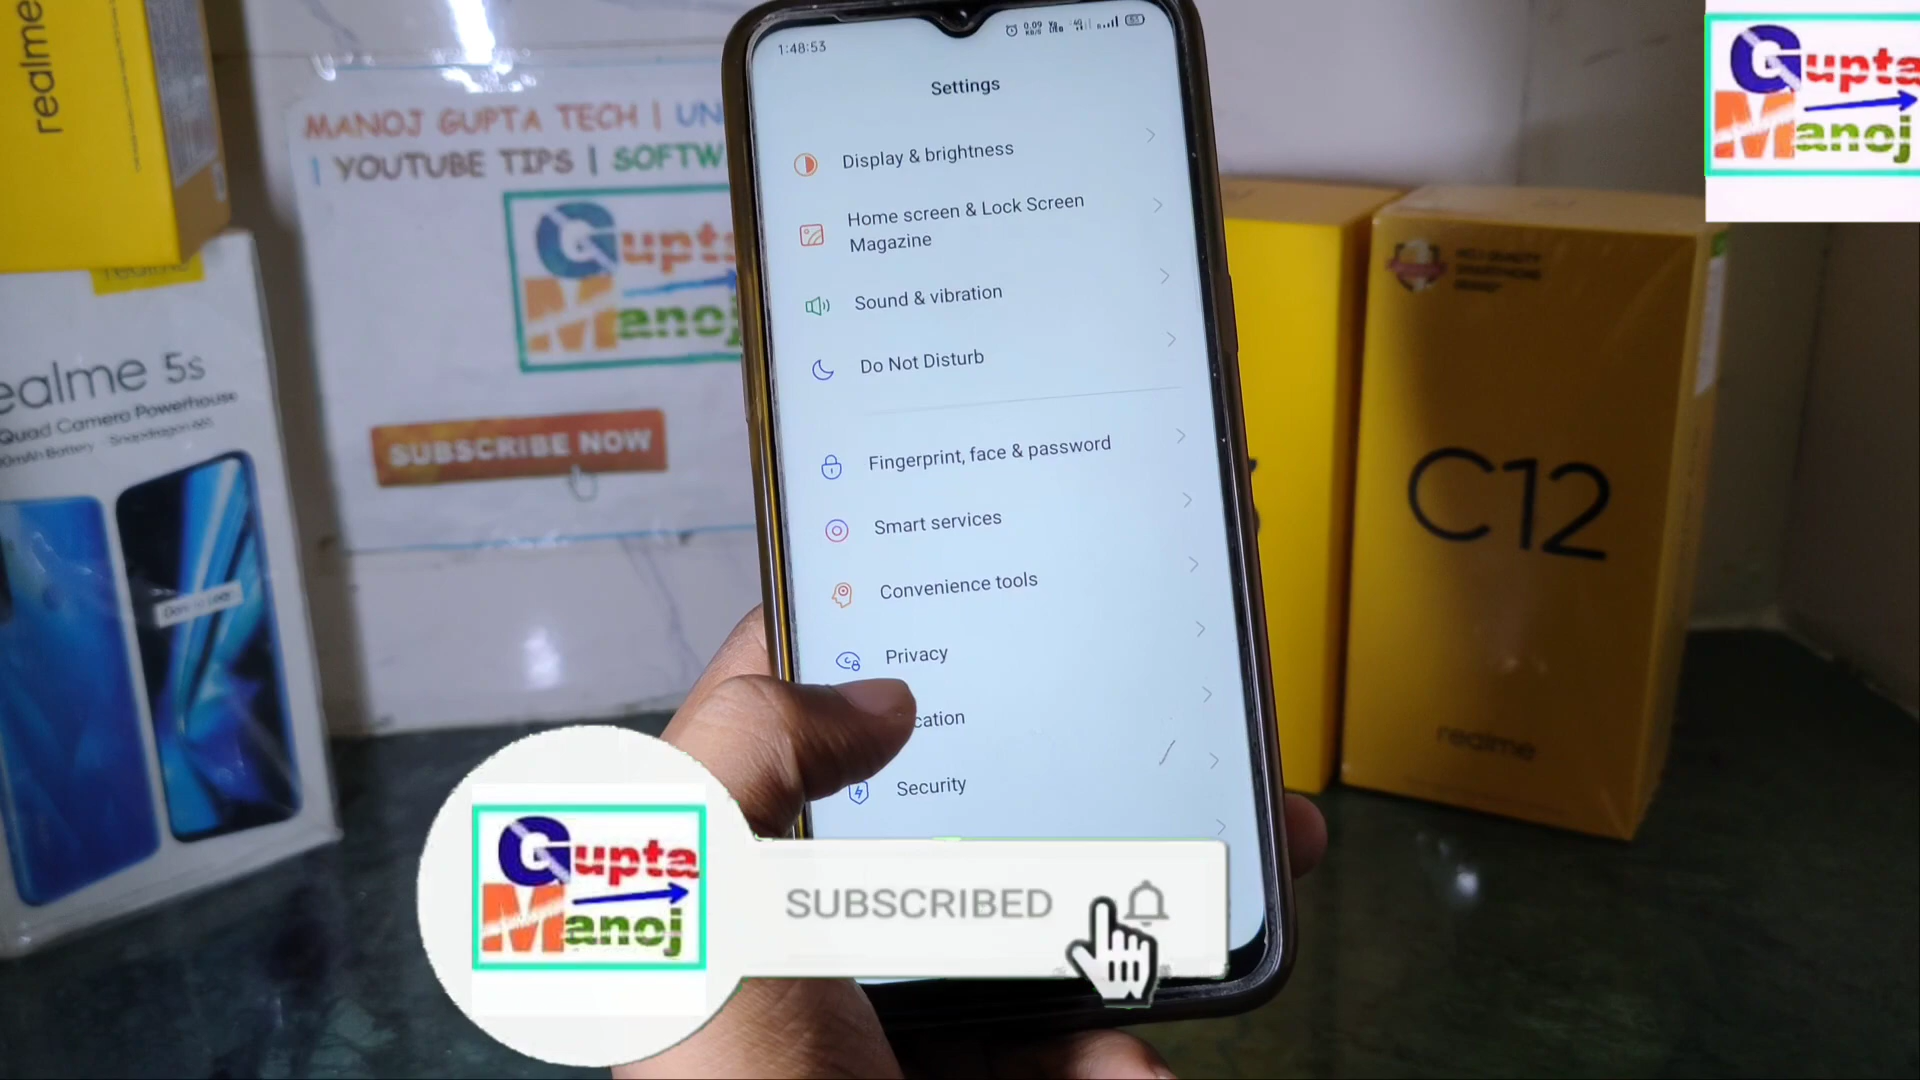 realme
MANOJ GUPTA TECH | UN
| YOUTUBE TIPS | SOFTW
Gupta
Manoj
SUBSCRIBE NOW
realme
ealme 5s
Quad Camera Powerhouse
1:48:53
Settings
Display & brightness
Home screen & Lock Screen
Magazine
Sound & vibration
Do Not Disturb
Fingerprint, face & password
Smart services
Convenience tools
Privacy
cation
Security
C12
realme
Gupta
Manoj
Gupta
Manoj
SUBSCRIBED